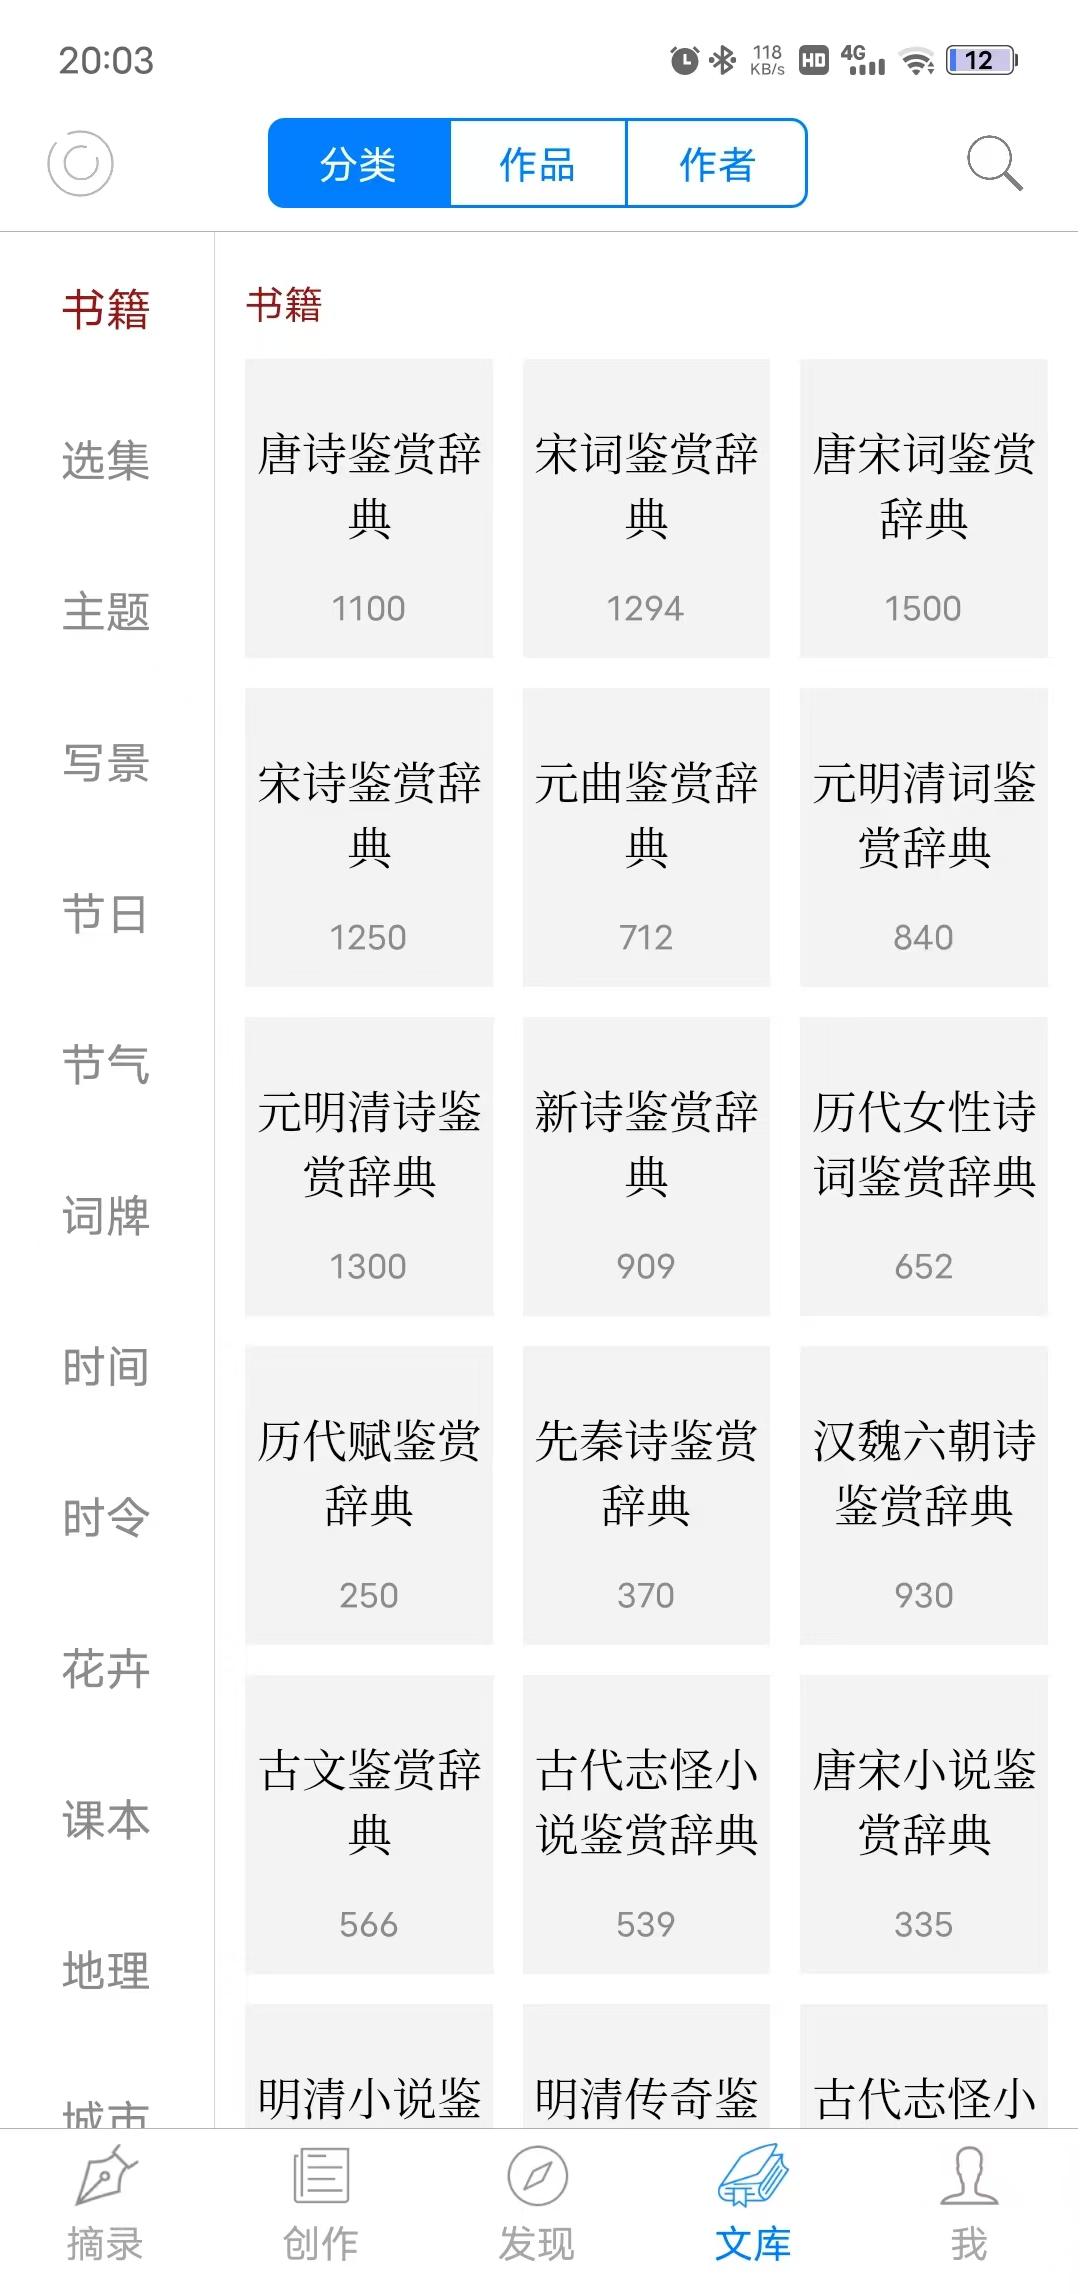 20:03
118
KB/s
HD
4G
12
分类
作品
作者
书籍
选集
主题
写景
节日
节气
词牌
时间
时令
花卉
课本
地理
城市
书籍
唐诗鉴赏辞
典
1100
宋词鉴赏辞
典
1294
唐宋词鉴赏
辞典
1500
宋诗鉴赏辞
典
1250
元曲鉴赏辞
典
712
元明清词鉴
赏辞典
840
元明清诗鉴
赏辞典
1300
新诗鉴赏辞
典
909
历代女性诗
词鉴赏辞典
652
历代赋鉴赏
辞典
250
先秦诗鉴赏
辞典
370
汉魏六朝诗
鉴赏辞典
930
古文鉴赏辞
典
566
古代志怪小
说鉴赏辞典
539
唐宋小说鉴
赏辞典
335
明清小说鉴
明清传奇鉴
古代志怪小
摘录
创作
发现
文库
我